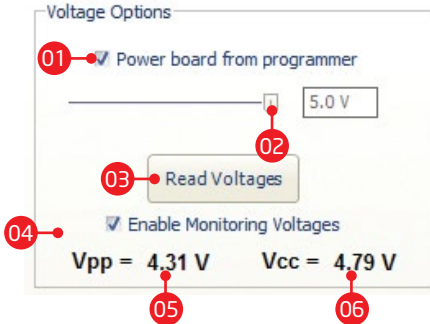 Voltage Options
01 Power board from programmer
5.0 V
02
03 Read Voltages
04 Enable Monitoring Voltages
Vpp = 4.31 V Vcc = 4.79 V
05 06